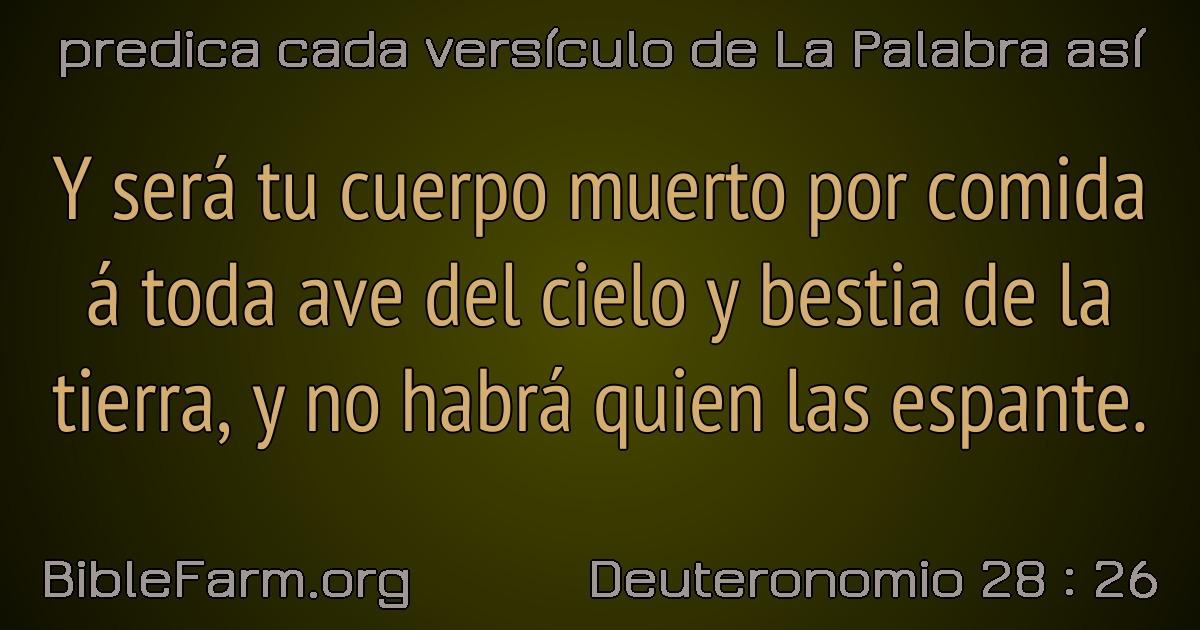 predica cada versículo de La Palabra así
Y será tu cuerpo muerto por comida
á toda ave del cielo y bestia de la
tierra, y no habrá quien las espante.
BibleFarm.org
Deuteronomio 28 : 26